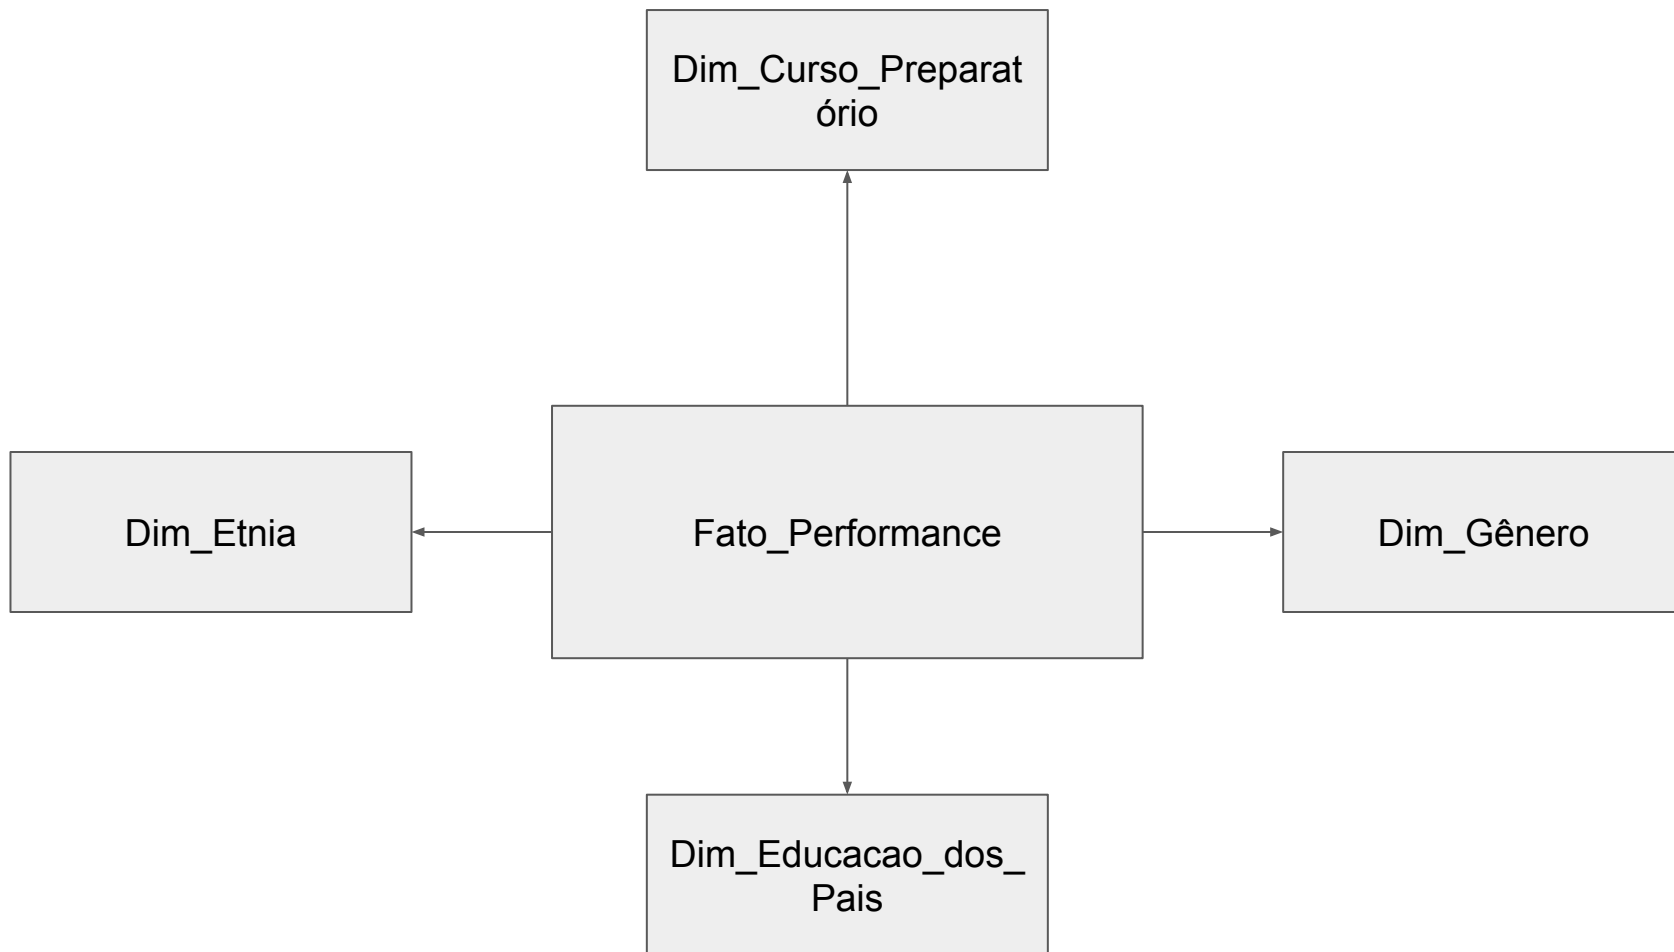 Dim_Curso_Preparat
ório
Dim_Etnia
Fato_Performance
Dim_Gênero
Dim_Educacao_dos_
Pais